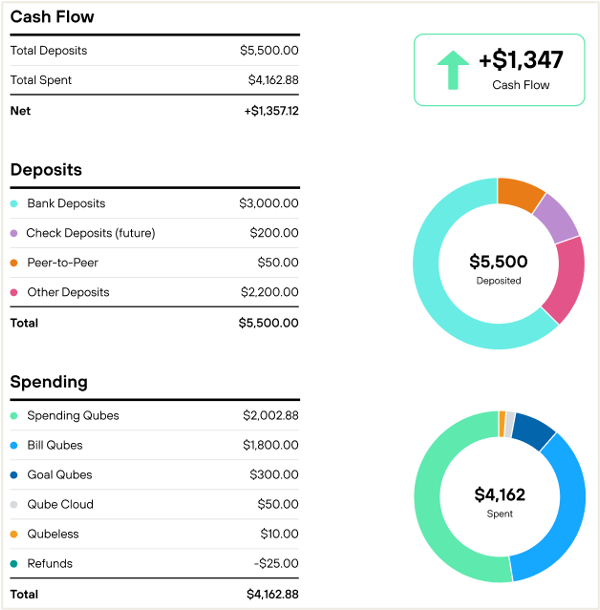 Cash Flow
Total Deposits $5,500.00
Total Spent $4,162.88
Net +$1,357.12
+$1,347
Cash Flow
Deposits
Bank Deposits $3,000.00
Check Deposits (future) $200.00
Peer-to-Peer $50.00
Other Deposits $2,200.00
Total $5,500.00
$5,500
Deposited
Spending
Spending Qubes $2,002.88
Bill Qubes $1,800.00
Goal Qubes $300.00
Qube Cloud $50.00
Qubeless $10.00
Refunds -$25.00
Total $4,162.88
$4,162
Spent